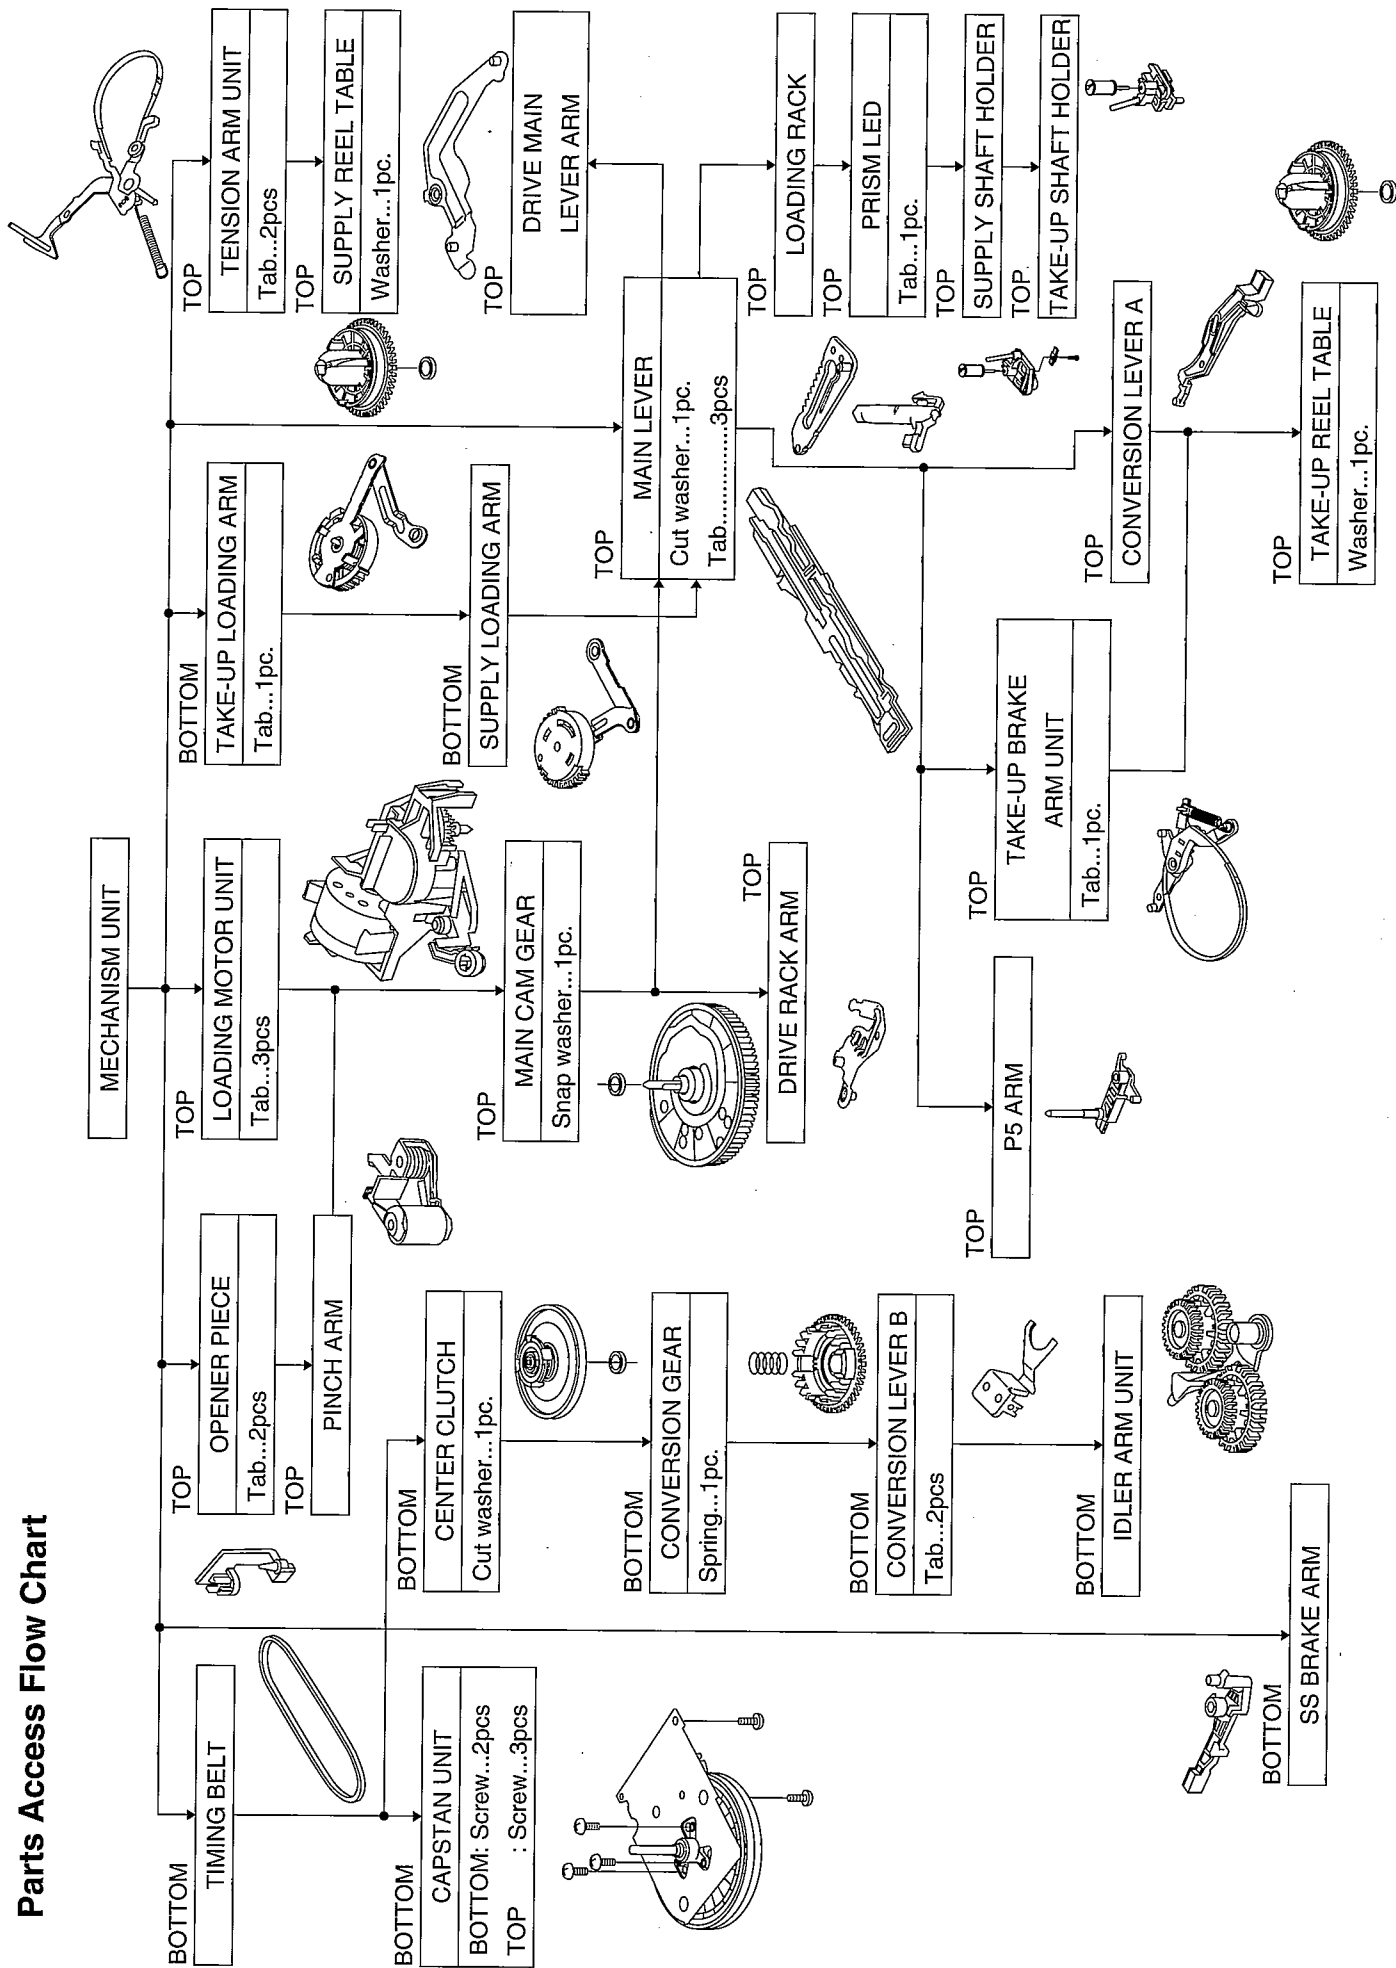 Parts Access Flow Chart
MECHANISM UNIT
BOTTOM
TIMING BELT
TOP
OPENER PIECE
Tab...2pcs
TOP
LOADING MOTOR UNIT
Tab...3pcs
BOTTOM
TAKE-UP LOADING ARM
Tab...1pc.
TOP
TENSION ARM UNIT
Tab...2pcs
TOP
PINCH ARM
TOP
SUPPLY REEL TABLE
Washer...1pc.
BOTTOM
CAPSTAN UNIT
BOTTOM: Screw...2pcs
TOP : Screw...3pcs
BOTTOM
CENTER CLUTCH
Cut washer...1pc.
TOP
MAIN CAM GEAR
Snap washer...1pc.
BOTTOM
SUPPLY LOADING ARM
TOP
DRIVE MAIN
LEVER ARM
BOTTOM
CONVERSION GEAR
Spring...1pc.
TOP
MAIN LEVER
Cut washer...1pc.
Tab.............3pcs
TOP
DRIVE RACK ARM
TOP
LOADING RACK
TOP
PRISM LED
Tab...1pc.
BOTTOM
CONVERSION LEVER B
Tab...2pcs
TOP
SUPPLY SHAFT HOLDER
TOP
TAKE-UP SHAFT HOLDER
TOP
P5 ARM
TOP
TAKE-UP BRAKE
ARM UNIT
Tab...1pc.
BOTTOM
IDLER ARM UNIT
TOP
CONVERSION LEVER A
BOTTOM
SS BRAKE ARM
TOP
TAKE-UP REEL TABLE
Washer...1pc.